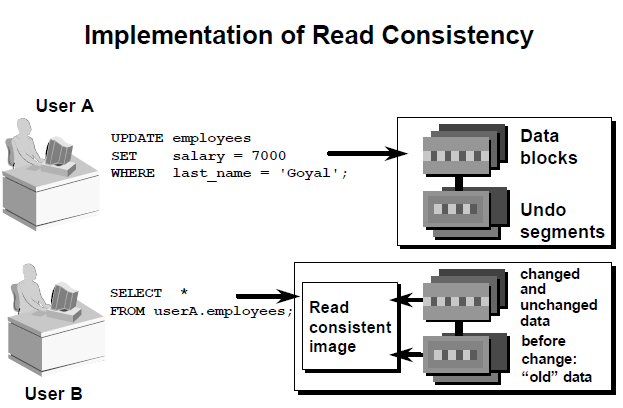 Implementation of Read Consistency
User A
UPDATE employees
SET salary = 7000
WHERE last_name = 'Goyal';
Data
blocks
Undo
segments
SELECT *
FROM userA.employees;
Read
consistent
image
changed
and
unchanged
data
before
change:
“old” data
User B